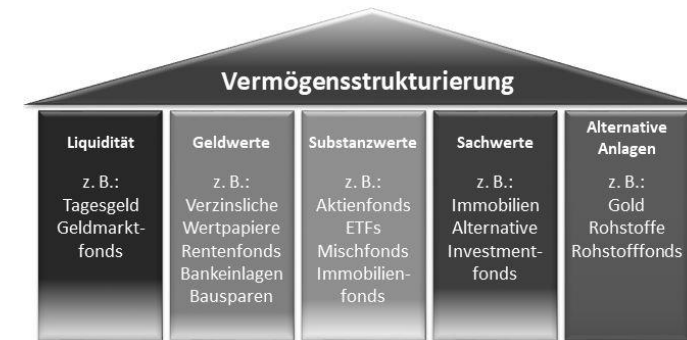 Vermögensstrukturierung
Liquidität
z. B.:
Tagesgeld
Geldmarkt-
fonds
Geldwerte
z. B.:
Verzinsliche
Wertpapiere
Rentenfonds
Bankeinlagen
Bausparen
Substanzwerte
z. B.:
Aktienfonds
ETFs
Mischfonds
Immobilien-
fonds
Sachwerte
z. B.:
Immobilien
Alternative
Investment-
fonds
Alternative
Anlagen
z. B.:
Gold
Rohstoffe
Rohstofffonds